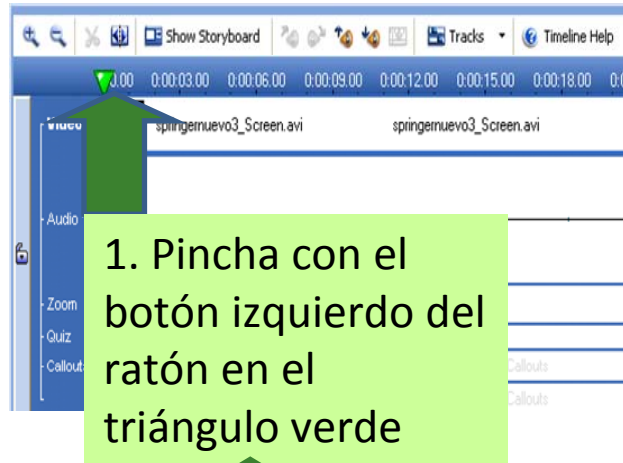 Show Storyboard Tracks Timeline Help
0.00 0:00:03.00 0:00:06.00 0:00:09.00 0:00:12.00 0:00:15.00 0:00:18.00
Video springernuevo3_Screen.avi springernuevo3_Screen.avi
Audio
Zoom
Quiz
Callouts
Callouts
1. Pincha con el
botón izquierdo del
ratón en el
triángulo verde